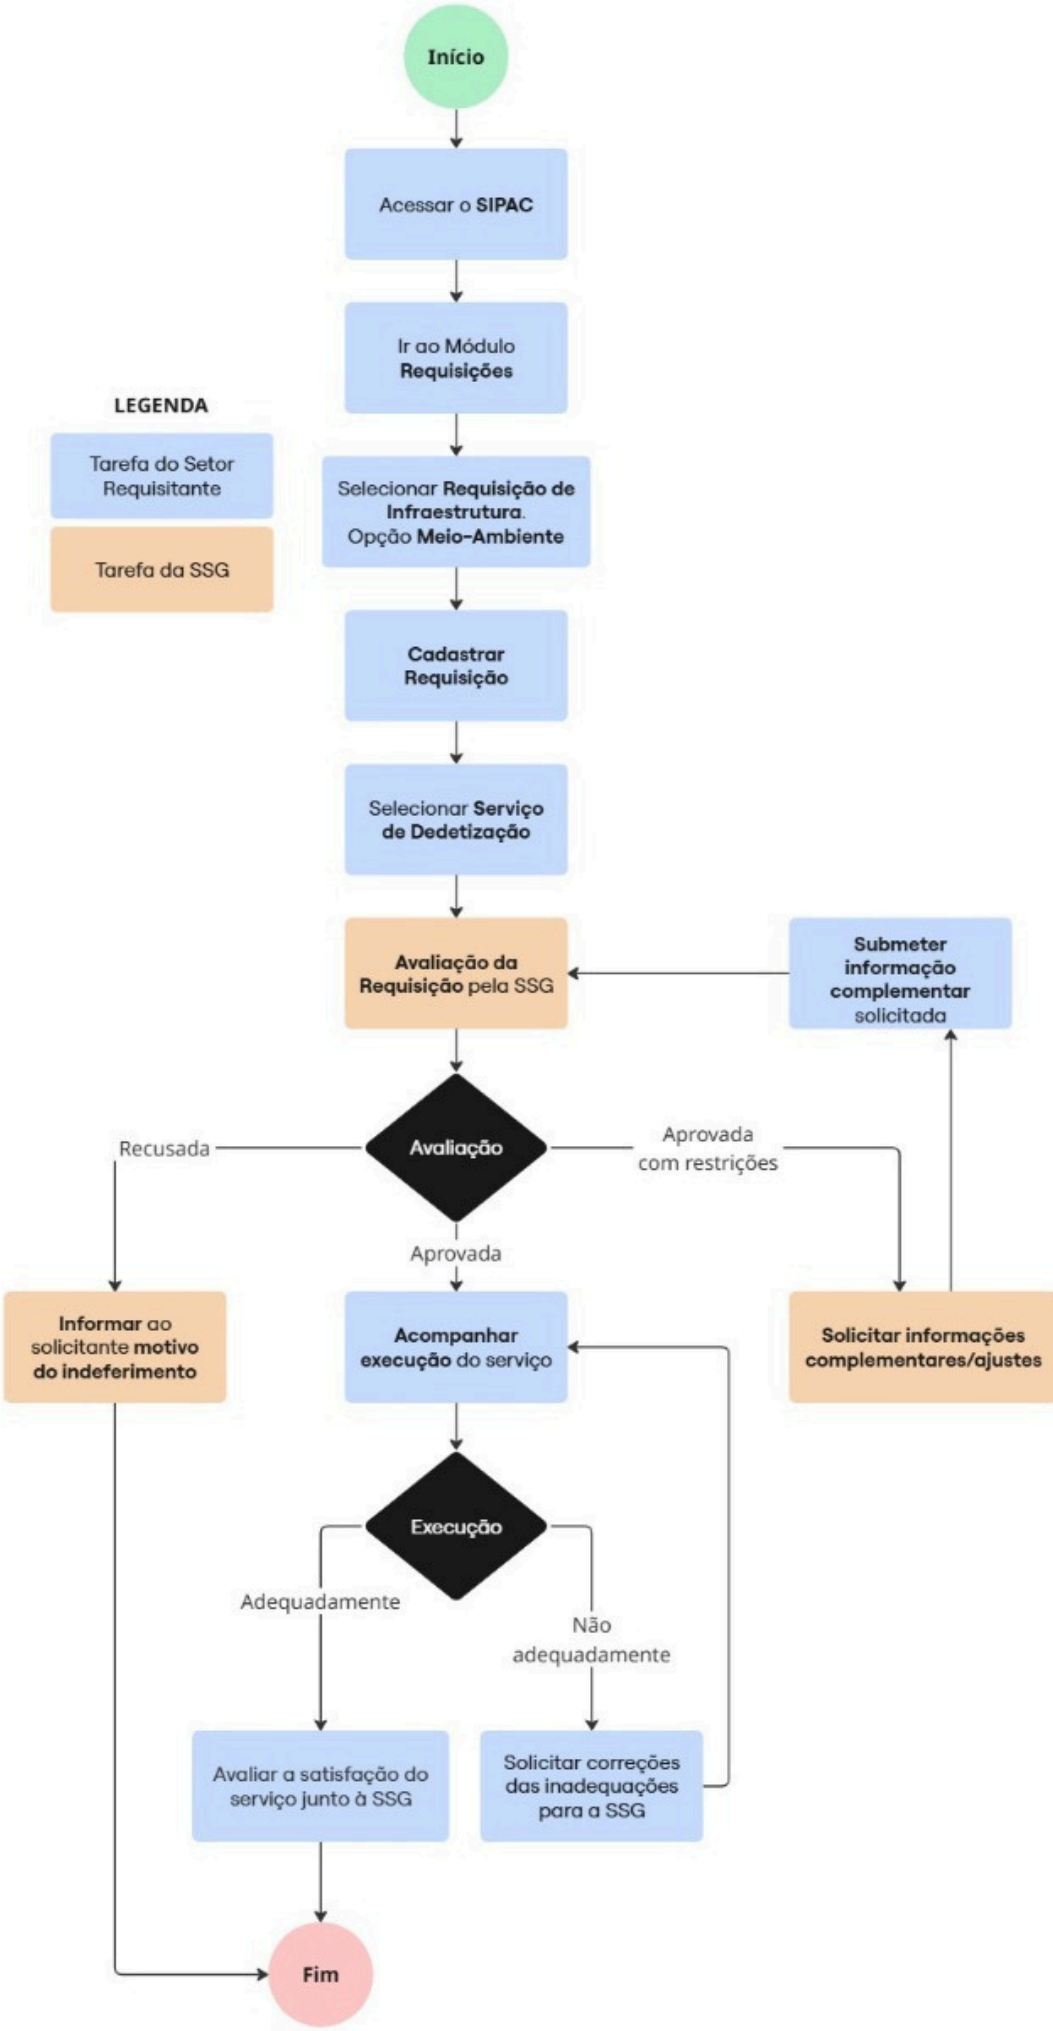 Início
Acessar o SIPAC
Ir ao Módulo
Requisições
LEGENDA
Tarefa do Setor
Requisitante
Tarefa da SSG
Selecionar Requisição de
Infraestrutura.
Opção Meio-Ambiente
Cadastrar
Requisição
Selecionar Serviço
de Dedetização
Avaliação da
Requisição pela SSG
Submeter
informação
complementar
solicitada
Avaliação
Recusada
Aprovada
com restrições
Aprovada
Informar ao
solicitante motivo
do indeferimento
Acompanhar
execução do serviço
Solicitar informações
complementares/ajustes
Execução
Adequadamente
Não
adequadamente
Avaliar a satisfação do
serviço junto à SSG
Solicitar correções
das inadequações
para a SSG
Fim